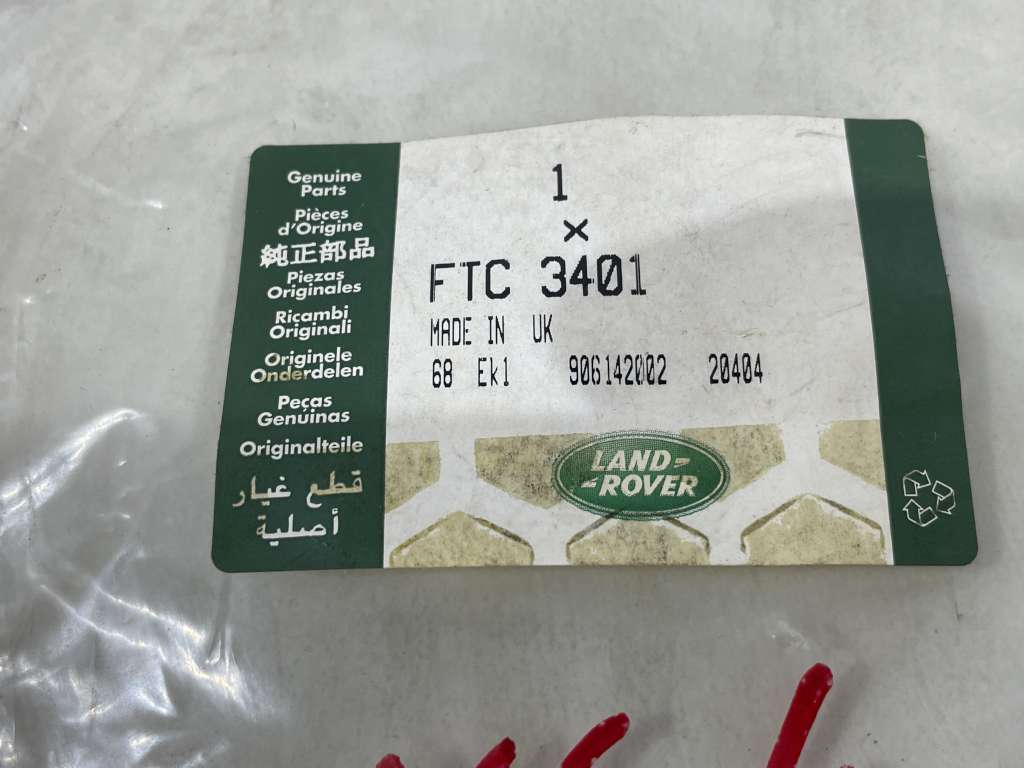 Genuine
Parts
Pièces
d'Origine
純正部品
Piezas
Originales
Ricambi
Originali
Originele
Onderdelen
Peças
Genuínas
Originalteile
قطع غيار
أصلية
1
×
FTC 3401
MADE IN UK
68 Ek1 906142002 20404
LAND-
-ROVER